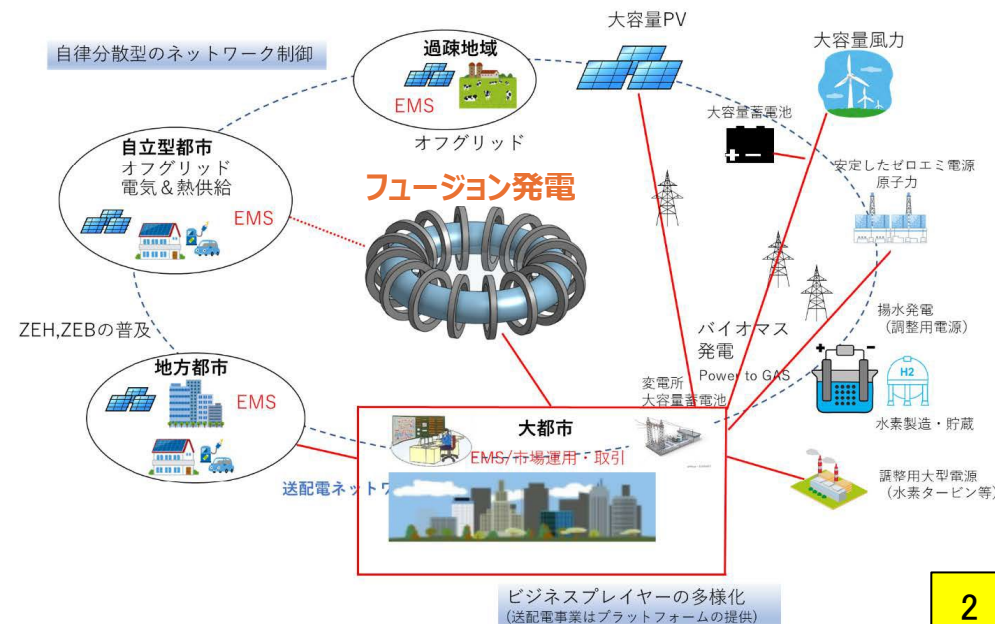 大容量PV
大容量風力
自律分散型のネットワーク制御
過疎地域
EMS
オフグリッド
大容量蓄電池
自立型都市
オフグリッド
電気&熱供給
EMS
フュージョン発電
安定したゼロエミ電源
原子力
ZEH,ZEBの普及
揚水発電
（調整用電源）
バイオマス
発電
Power to GAS
地方都市
EMS
変電所
大容量蓄電池
H2
水素製造・貯蔵
大都市
EMS/市場運用・取引
送配電ネットワ
調整用大型電源
（水素タービン等）
ビジネスプレイヤーの多様化
(送配電事業はプラットフォームの提供)
2